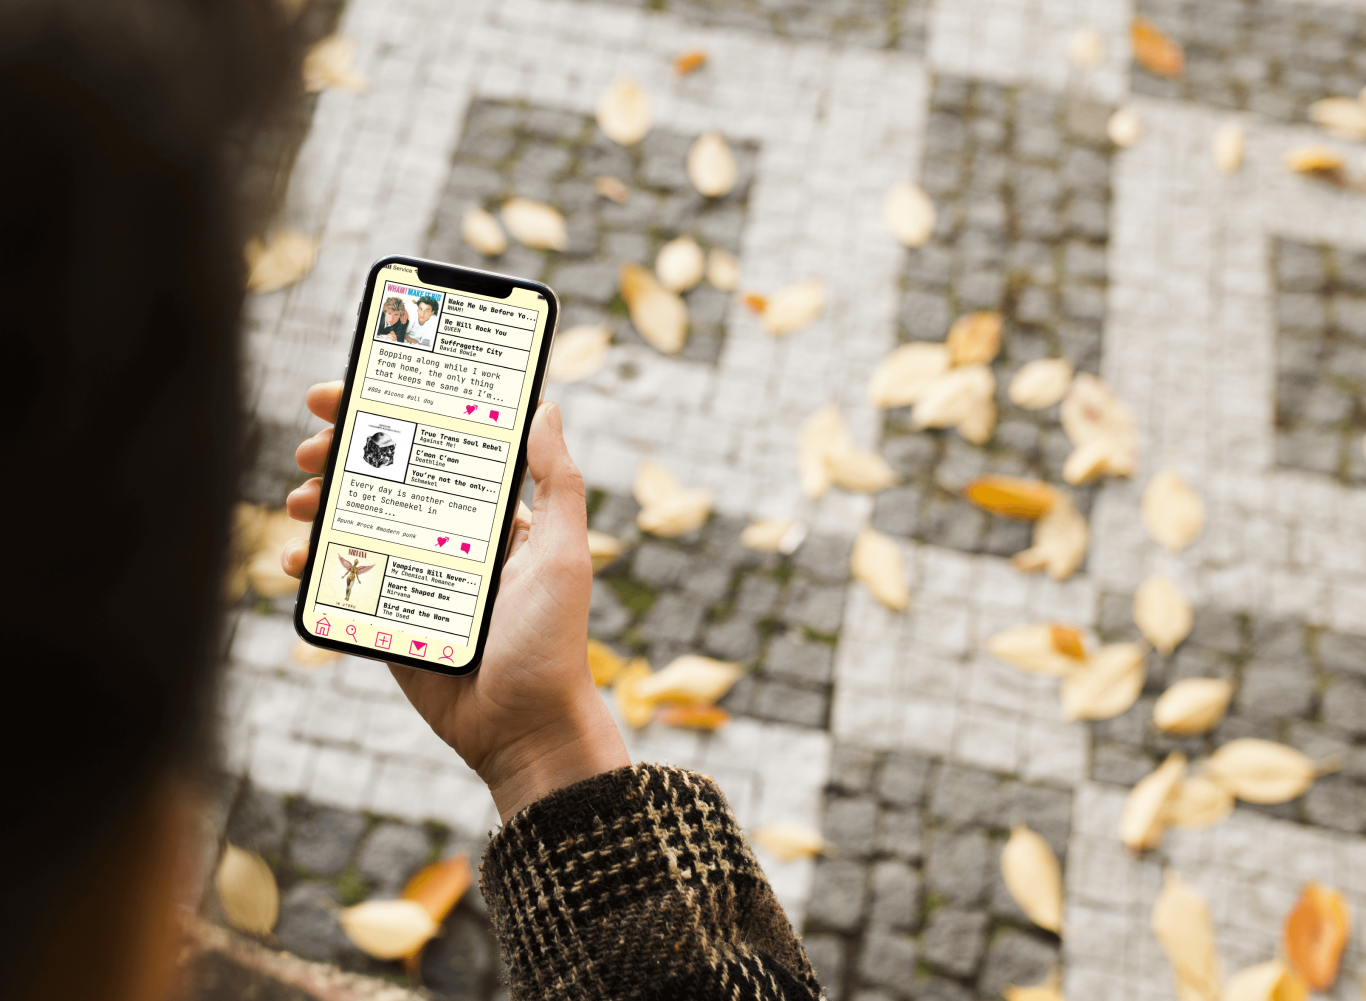 Service
WHAM! MAKE IT BIG
Wake Me Up Before Yo...
WHAM!
We Will Rock You
QUEEN
Suffragette City
David Bowie
Bopping along while I work
from home, the only thing
that keeps me sane as I'm...
#80s #icons #all day
True Trans Soul Rebel
Against Me!
C'mon C'mon
Deathline
You're not the only...
Schmekel
Every day is another chance
to get Schemekel in
someones...
#punk #rock #modern punk
NIRVANA
IN UTERO
Vampires Will Never...
My Chemical Romance
Heart Shaped Box
Nirvana
Bird and the Worm
The Used